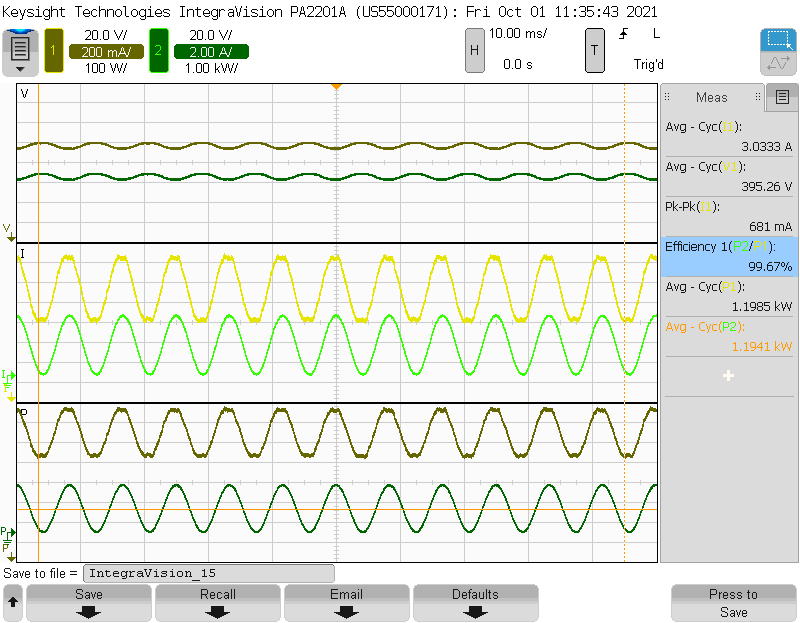 Keysight Technologies IntegraVision PA2201A (US55000171): Fri Oct 01 11:35:43 2021
1
20.0 V/
200 mA/
100 W/
2
20.0 V/
2.00 A/
1.00 kW/
H
10.00 ms/
0.0 s
T
L
Trig'd
V
V
I
I
P
P
P
Meas
Avg - Cyc(I1):
3.0333 A
Avg - Cyc(V1):
395.26 V
Pk-Pk(I1):
681 mA
Efficiency 1(P2/P1):
99.67%
Avg - Cyc(P1):
1.1985 kW
Avg - Cyc(P2):
1.1941 kW
Save to file = IntegraVision_15
Save
Recall
Email
Defaults
Press to
Save